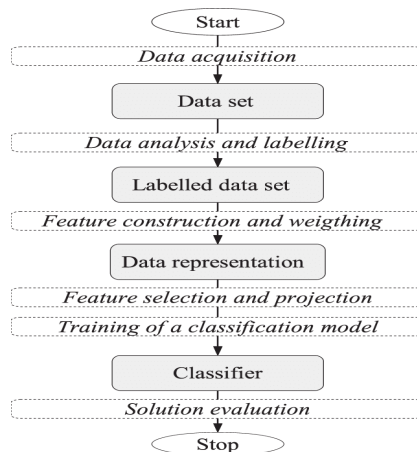 Start
Data acquisition
Data set
Data analysis and labelling
Labelled data set
Feature construction and weigthing
Data representation
Feature selection and projection
Training of a classification model
Classifier
Solution evaluation
Stop